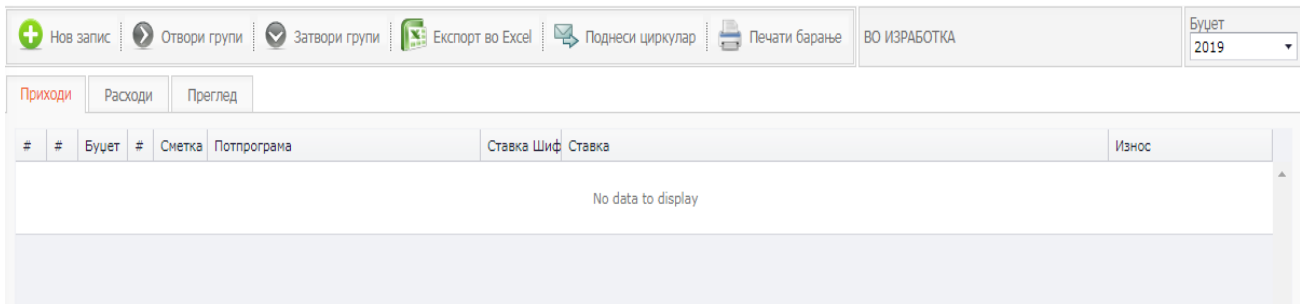 Нов запис Отвори групи Затвори групи Експорт во Excel Поднеси циркулар Печати барање ВО ИЗРАБОТКА Буџет
2019
Приходи Расходи Преглед
# # Буџет # Сметка Потпрограма Ставка Шиф Ставка Износ
No data to display